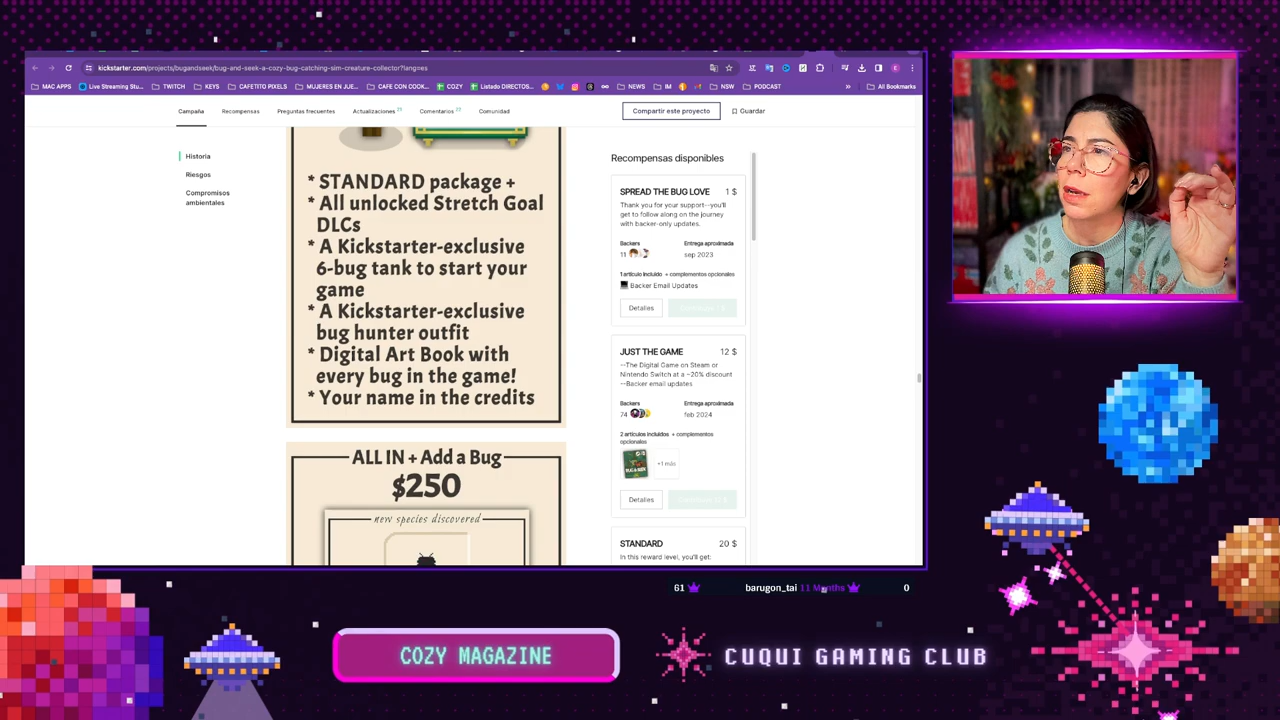 kickstarter.com/projects/bugandseek/bug-and-seek-a-cozy-bug-catching-sim-creature-collector?lang=es
MAC APPS
Live Streaming Stu...
TWITCH
KEYS
CAFETITO PIXELS
MUJERES EN JUE...
CAFE CON COOK...
COZY
Listado DIRECTOS...
NEWS
IM
NSW
PODCAST
All Bookmarks
Campaña
Recompensas
Preguntas frecuentes
Actualizaciones
Comentarios
Comunidad
Compartir este proyecto
Guardar
Historia
Riesgos
Compromisos
ambientales
* STANDARD package +
* All unlocked Stretch Goal
DLCs
* A Kickstarter-exclusive
6-bug tank to start your
game
* A Kickstarter-exclusive
bug hunter outfit
* Digital Art Book with
every bug in the game!
* Your name in the credits
ALL IN + Add a Bug
$250
new species discovered
Recompensas disponibles
SPREAD THE BUG LOVE 1 $
Thank you for your support--you'll
get to follow along on the journey
with backer-only updates.
Backers Entrega aproximada
11 sep 2023
1 artículo incluido + complementos opcionales
Backer Email Updates
Detalles
JUST THE GAME 12 $
--The Digital Game on Steam or
Nintendo Switch at a ~20% discount
--Backer email updates
Backers Entrega aproximada
74 feb 2024
2 artículos incluidos + complementos
opcionales
+1 más
Detalles
STANDARD 20 $
In this reward level, you'll get:
61 barugon_tai 11 Months 0
COZY MAGAZINE
CUQUI GAMING CLUB